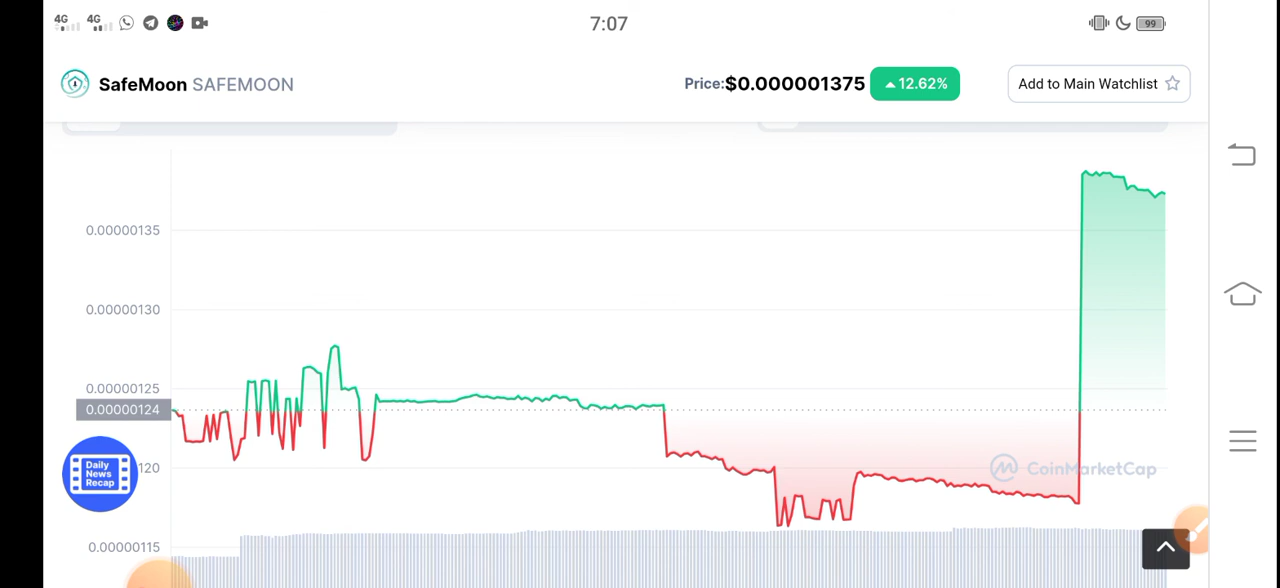 4G 4G 7:07 99
SafeMoon SAFEMOON Price:$0.000001375 12.62% Add to Main Watchlist
0.00000135
0.00000130
0.00000125
0.00000124
Daily
News
Recap
120
CoinMarketCap
0.00000115